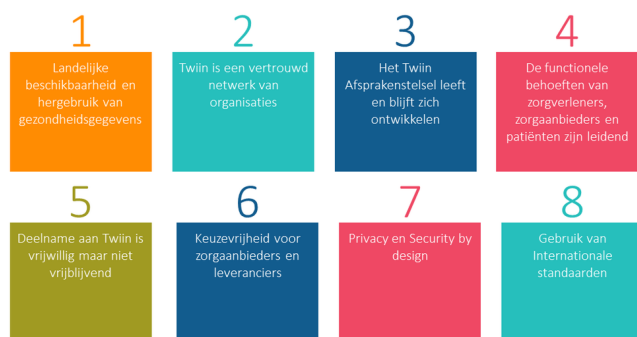 1
Landelijke
beschikbaarheid en
hergebruik van
gezondheidsgegevens
2
Twiin is een vertrouwd
netwerk van
organisaties
3
Het Twiin
Afsprakenstelsel leeft
en blijft zich
ontwikkelen
4
De functionele
behoeften van
zorgverleners,
zorgaanbieders en
patiënten zijn leidend
5
Deelname aan Twiin is
vrijwillig maar niet
vrijblijvend
6
Keuzevrijheid voor
zorgaanbieders en
leveranciers
7
Privacy en Security by
design
8
Gebruik van
Internationale
standaarden